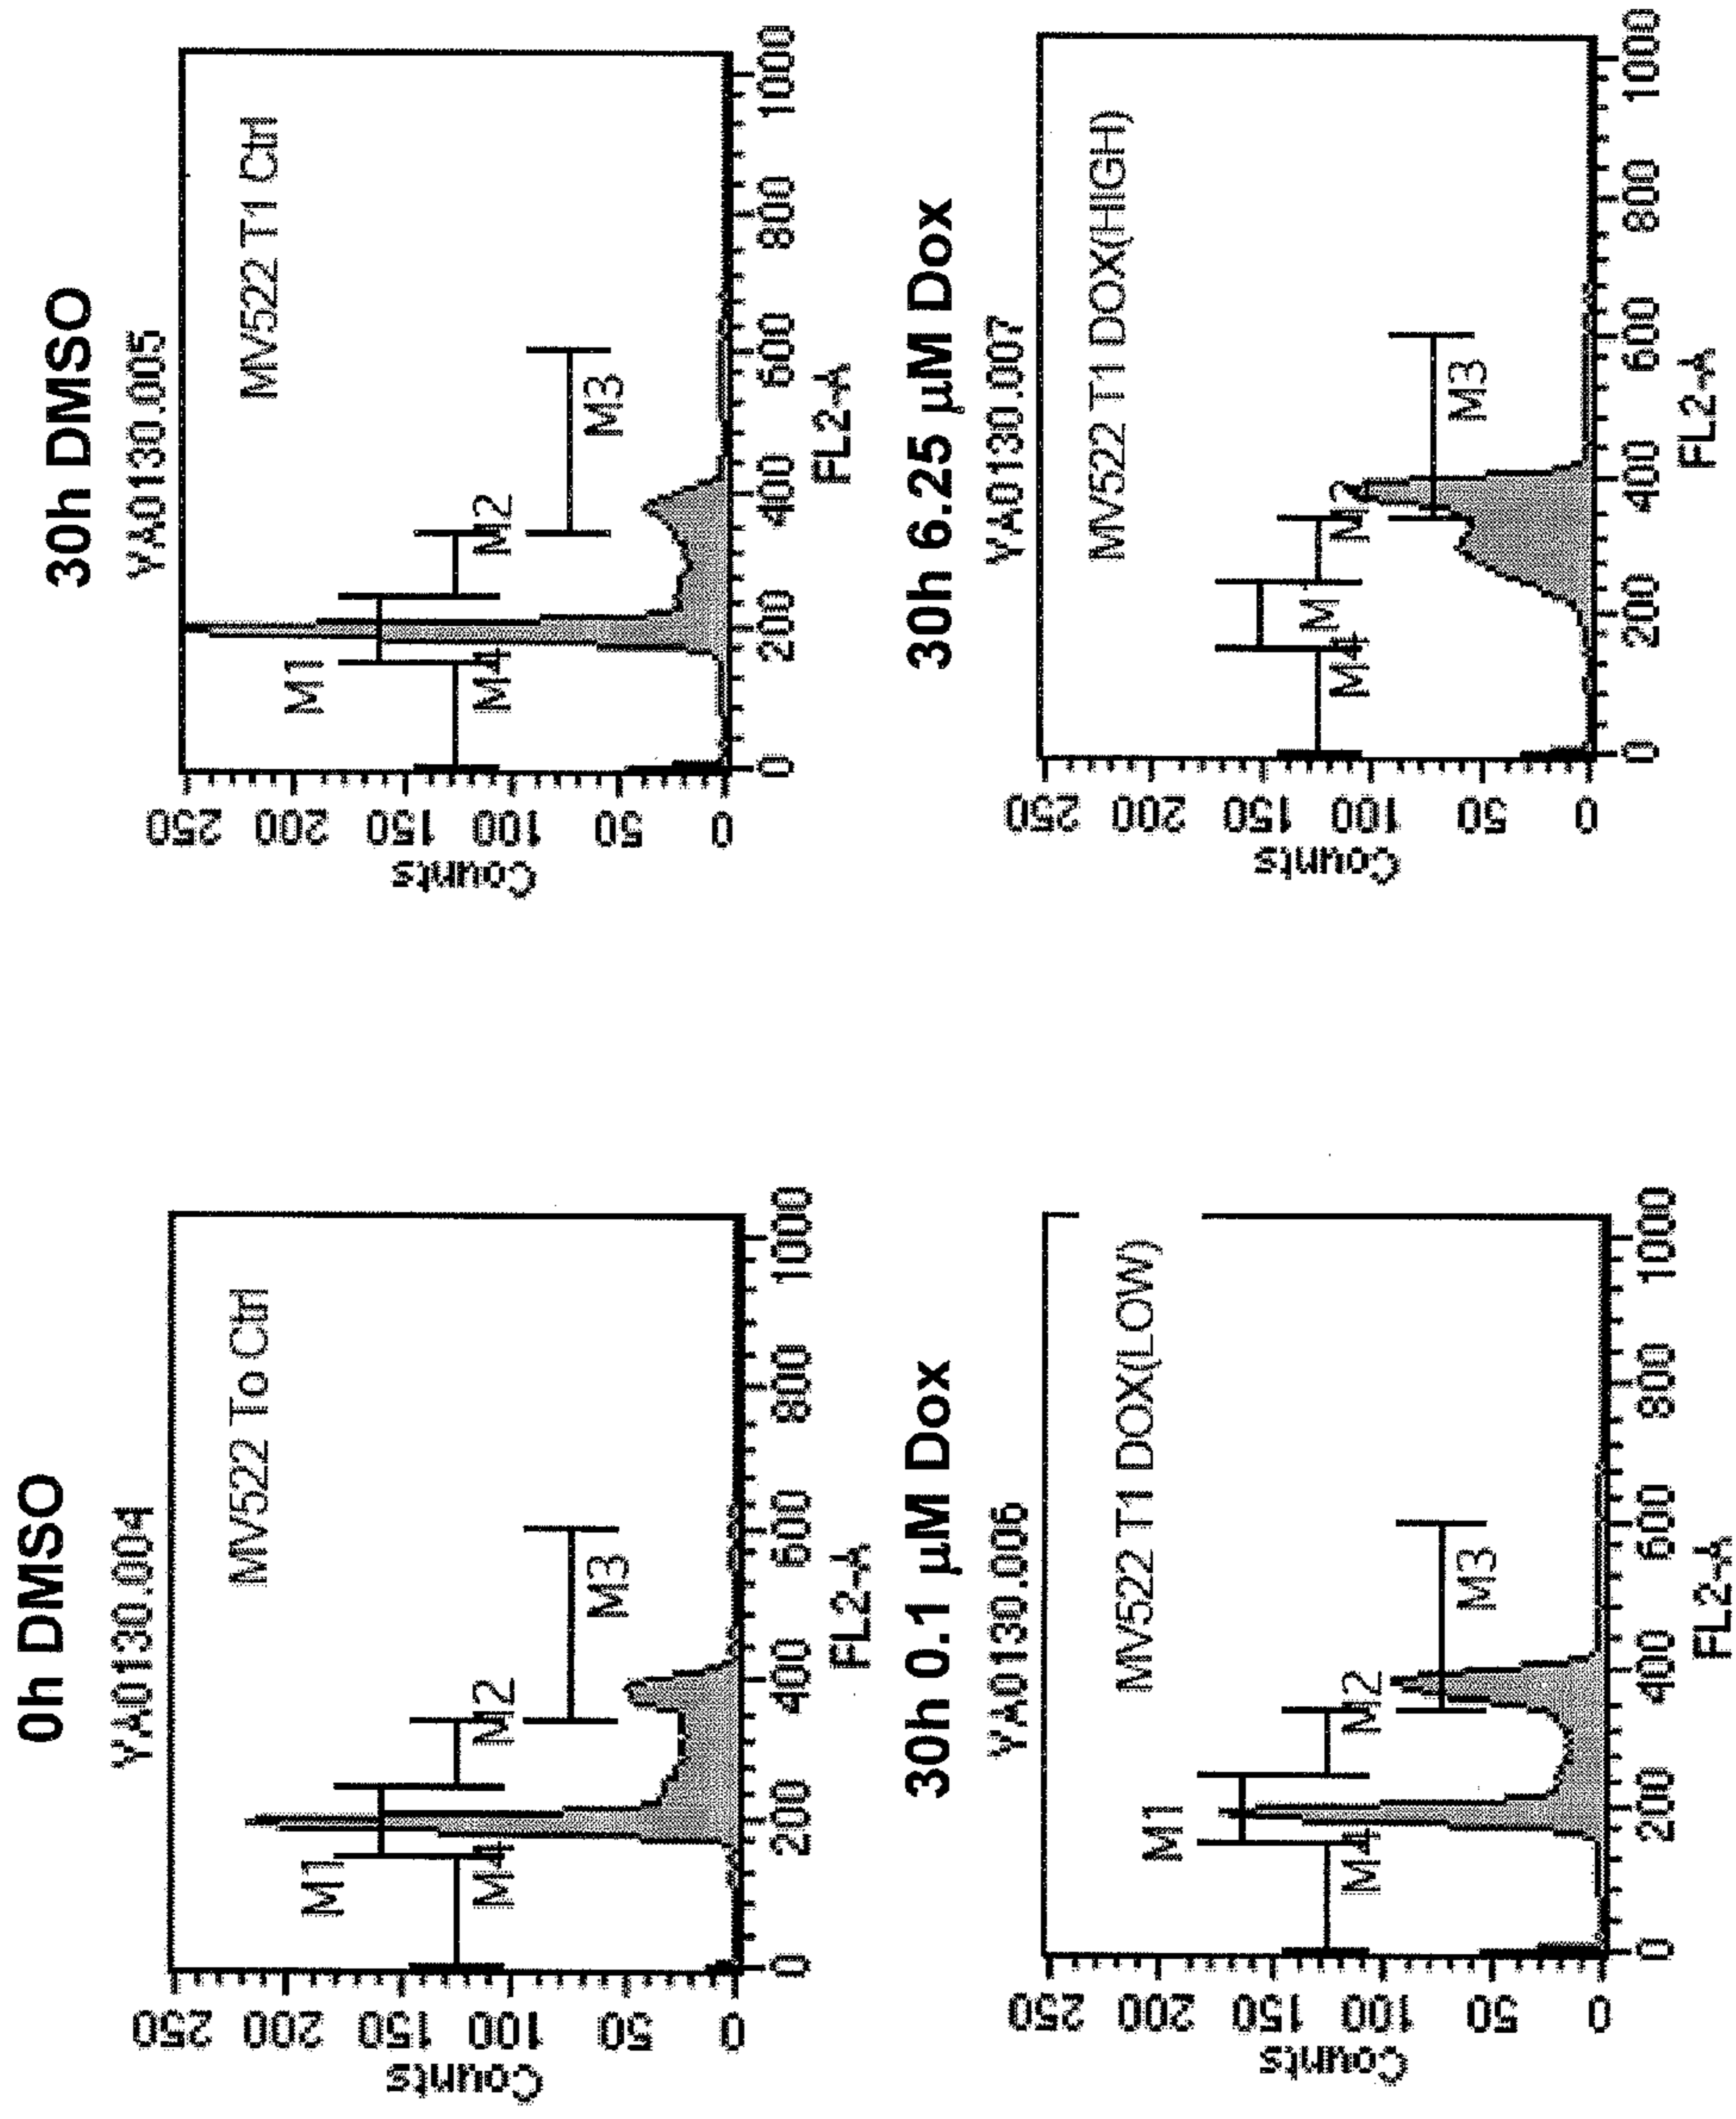 0h DMSO
YA0130.004
MV522 To Ctrl
M1
M4
M2
M3
Counts
250
200
150
100
50
0
0 200 400 600 800 1000
FL2-A
30h DMSO
YA0130.005
MV522 T1 Ctrl
M1
M4
M2
M3
Counts
250
200
150
100
50
0
0 200 400 600 800 1000
FL2-A
30h 0.1 µM Dox
YA0130.006
MV522 T1 DOX(LOW)
M1
M4
M2
M3
Counts
250
200
150
100
50
0
0 200 400 600 800 1000
FL2-A
30h 6.25 µM Dox
YA0130.007
MV522 T1 DOX(HIGH)
M1
M4
M2
M3
Counts
250
200
150
100
50
0
0 200 400 600 800 1000
FL2-A